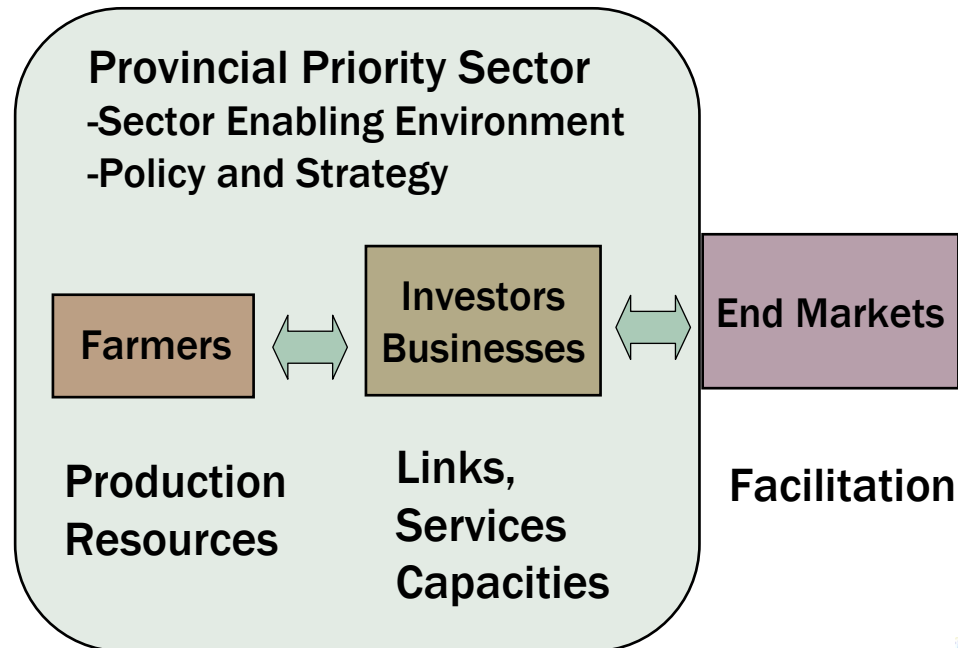 Provincial Priority Sector
-Sector Enabling Environment
-Policy and Strategy
Farmers
Investors
Businesses
End Markets
Production
Resources
Links,
Services
Capacities
Facilitation